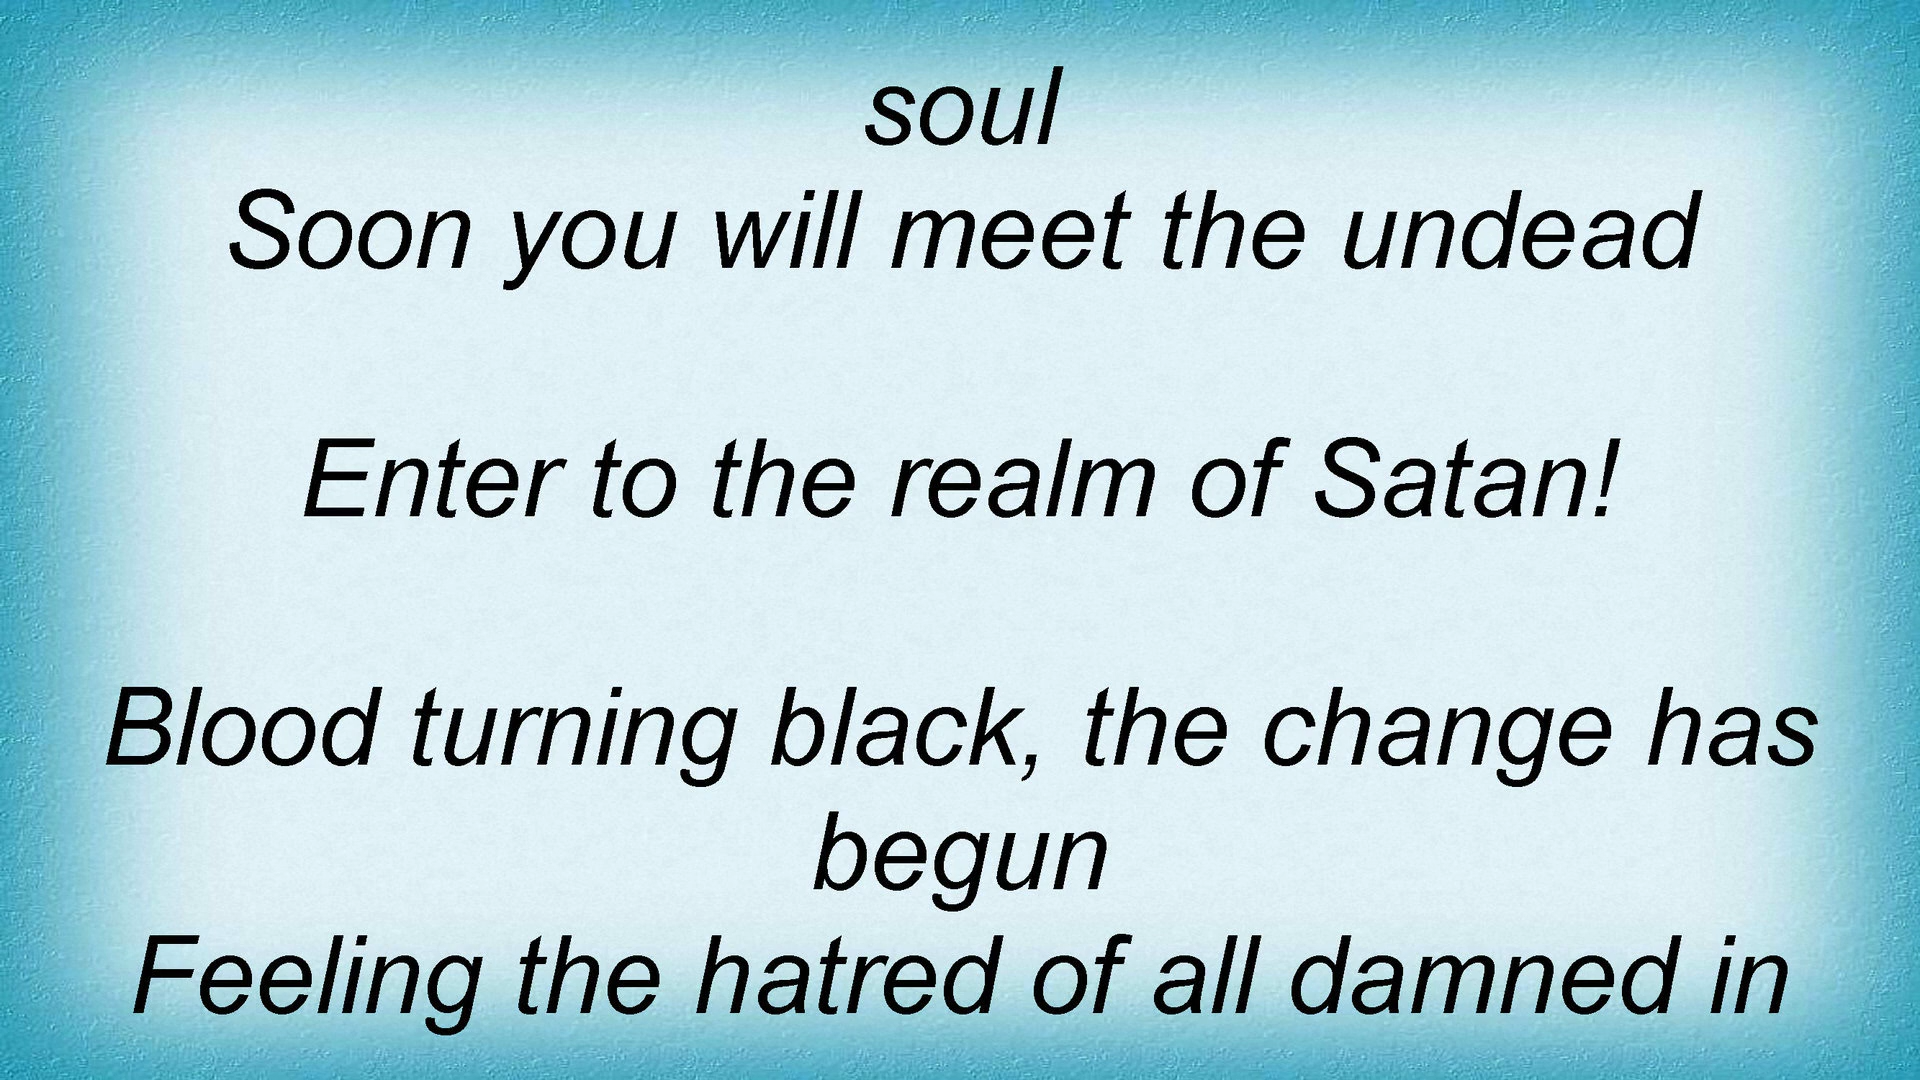 soul
Soon you will meet the undead
Enter to the realm of Satan!
Blood turning black, the change has
begun
Feeling the hatred of all damned in